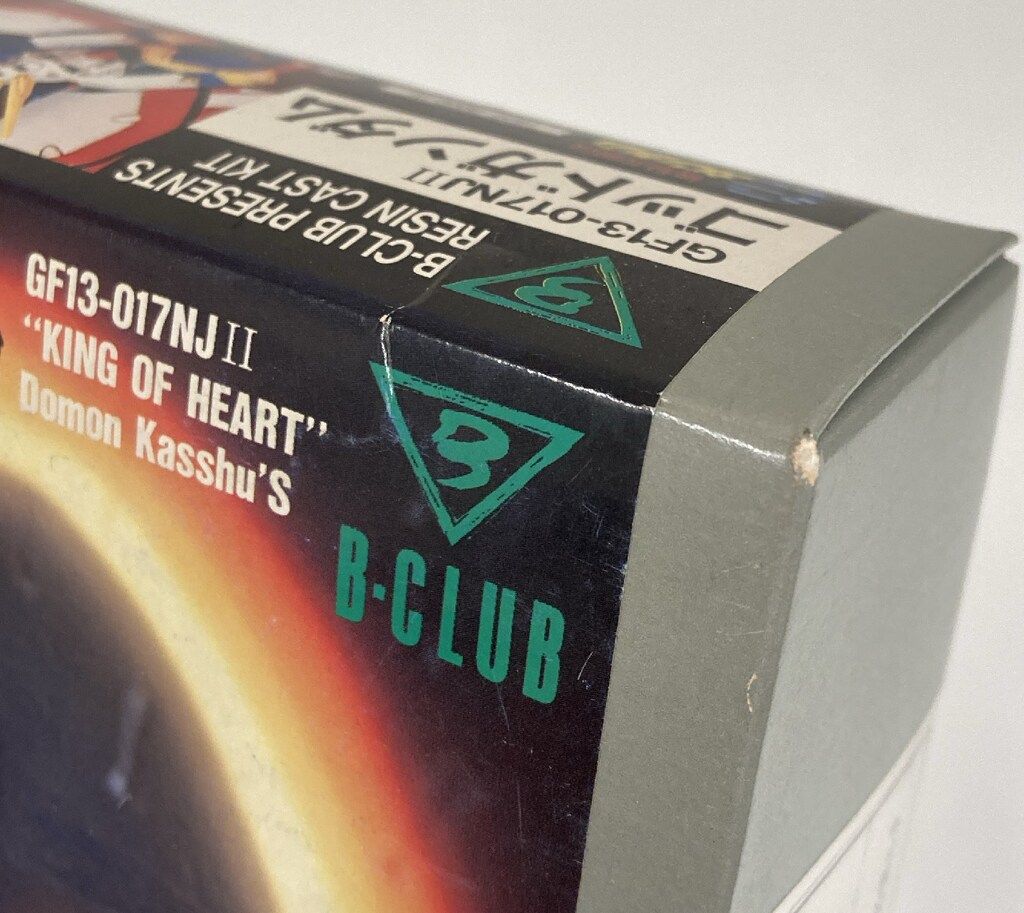 GF13-017NJII
"KING OF HEART"
Domon Kasshu'S
B-CLUB
B-CLUB PRESENTS
RESIN CAST KIT
GF13-017NJII
ゴッドガンダム